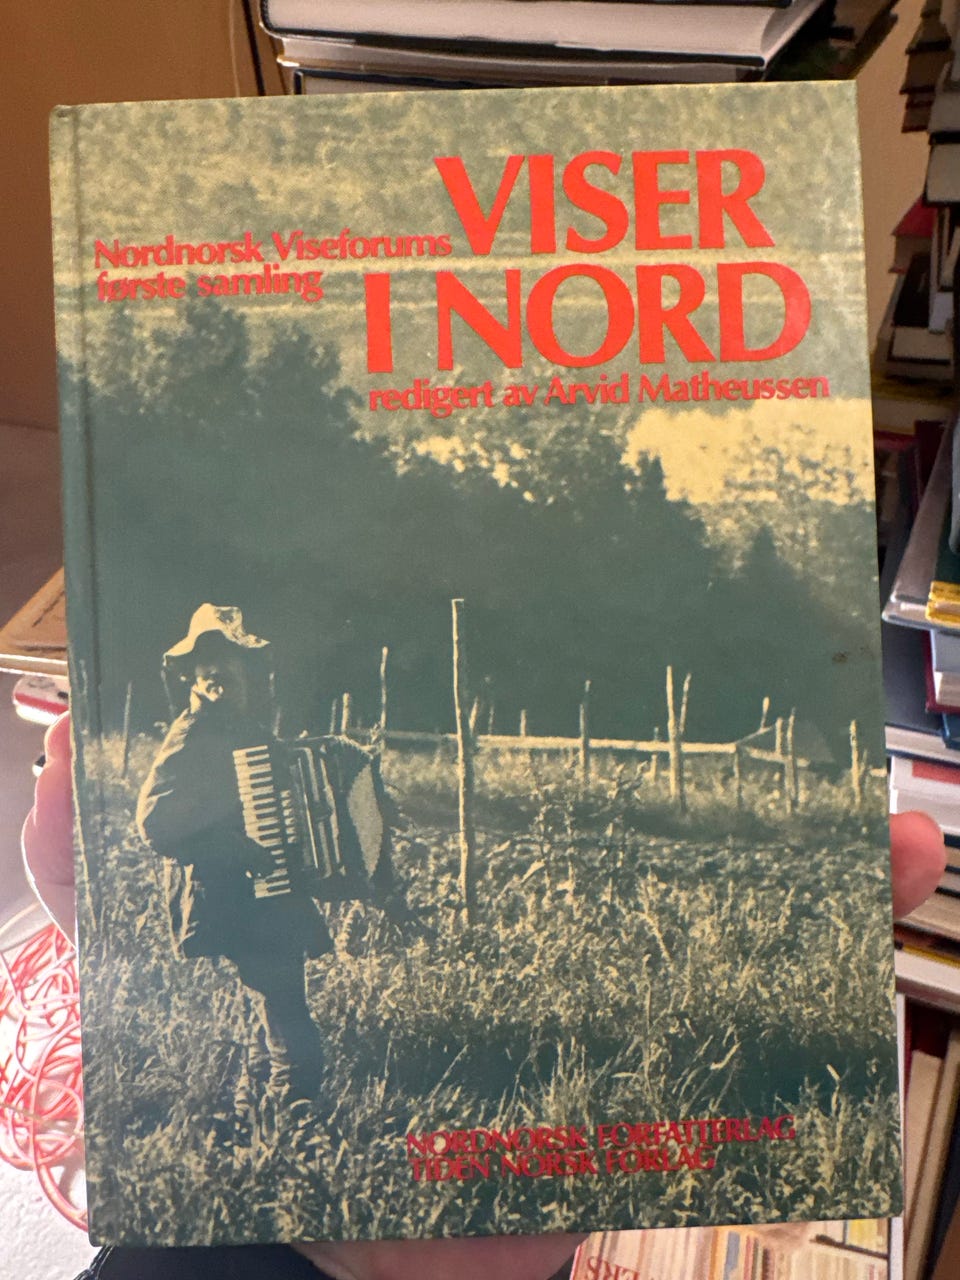 VISER
I NORD
Nordnorsk Viseforums
første samling
redigert av Arvid Matheussen
NORDNORSK FORFATTERLAG
TIDEN NORSK FORLAG